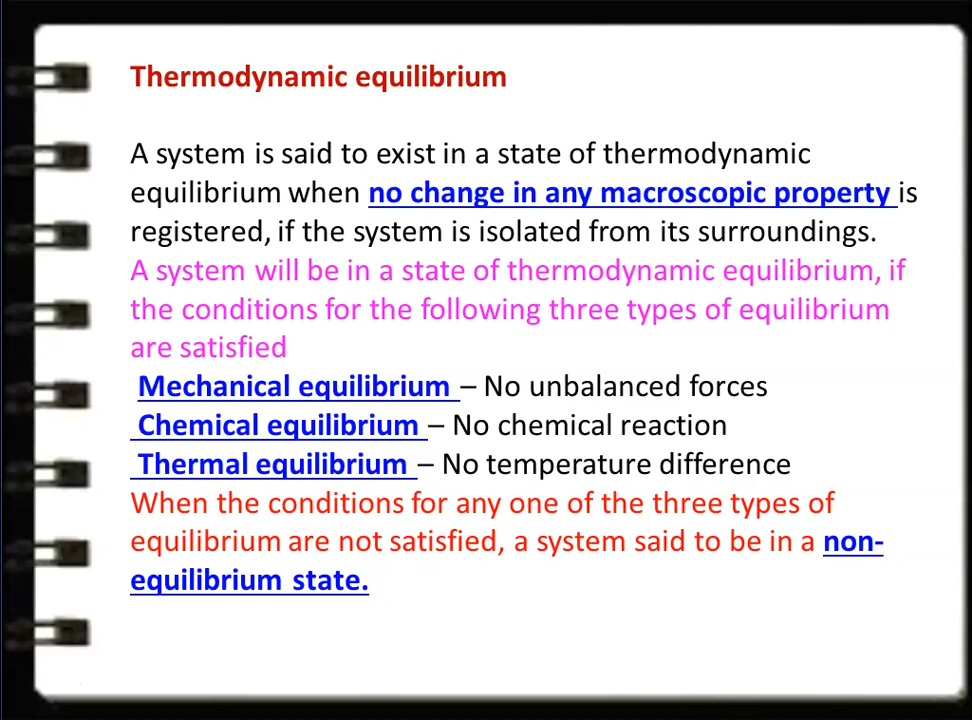 Thermodynamic equilibrium
A system is said to exist in a state of thermodynamic
equilibrium when no change in any macroscopic property is
registered, if the system is isolated from its surroundings.
A system will be in a state of thermodynamic equilibrium, if
the conditions for the following three types of equilibrium
are satisfied
Mechanical equilibrium – No unbalanced forces
Chemical equilibrium – No chemical reaction
Thermal equilibrium – No temperature difference
When the conditions for any one of the three types of
equilibrium are not satisfied, a system said to be in a non-
equilibrium state.